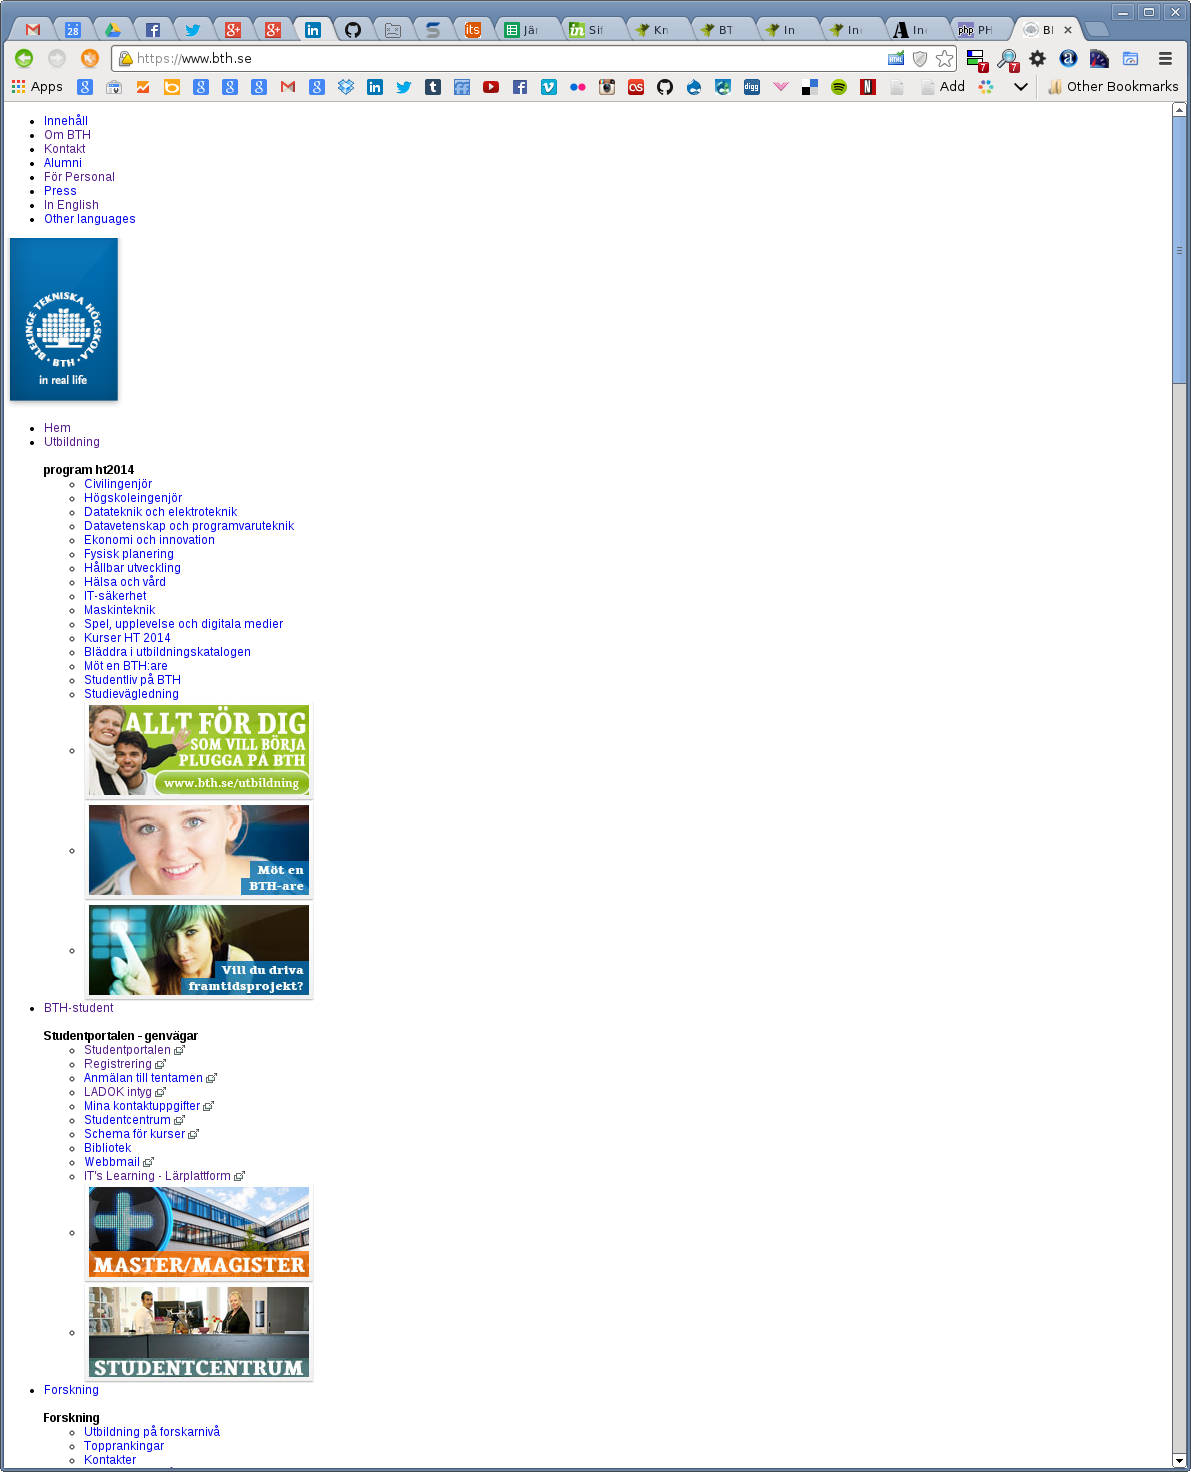 28
its
Jär
Sif
Kn
BT
In
In
In
PH
Bl
https://www.bth.se
7
7
Apps
Add
Other Bookmarks
Innehåll
Om BTH
Kontakt
Alumni
För Personal
Press
In English
Other languages
BLEKINGE TEKNISKA HÖGSKOLA · BTH ·
in real life
Hem
Utbildning
program ht2014
Civilingenjör
Högskoleingenjör
Datateknik och elektroteknik
Datavetenskap och programvaruteknik
Ekonomi och innovation
Fysisk planering
Hållbar utveckling
Hälsa och vård
IT-säkerhet
Maskinteknik
Spel, upplevelse och digitala medier
Kurser HT 2014
Bläddra i utbildningskatalogen
Möt en BTH:are
Studentliv på BTH
Studievägledning
ALLT FÖR DIG
SOM VILL BÖRJA
PLUGGA PÅ BTH
www.bth.se/utbildning
Möt en
BTH-are
Vill du driva
framtidsprojekt?
BTH-student
Studentportalen - genvägar
Studentportalen
Registrering
Anmälan till tentamen
LADOK intyg
Mina kontaktuppgifter
Studentcentrum
Schema för kurser
Bibliotek
Webbmail
IT's Learning - Lärplattform
MASTER/MAGISTER
STUDENTCENTRUM
Forskning
Forskning
Utbildning på forskarnivå
Topprankingar
Kontakter